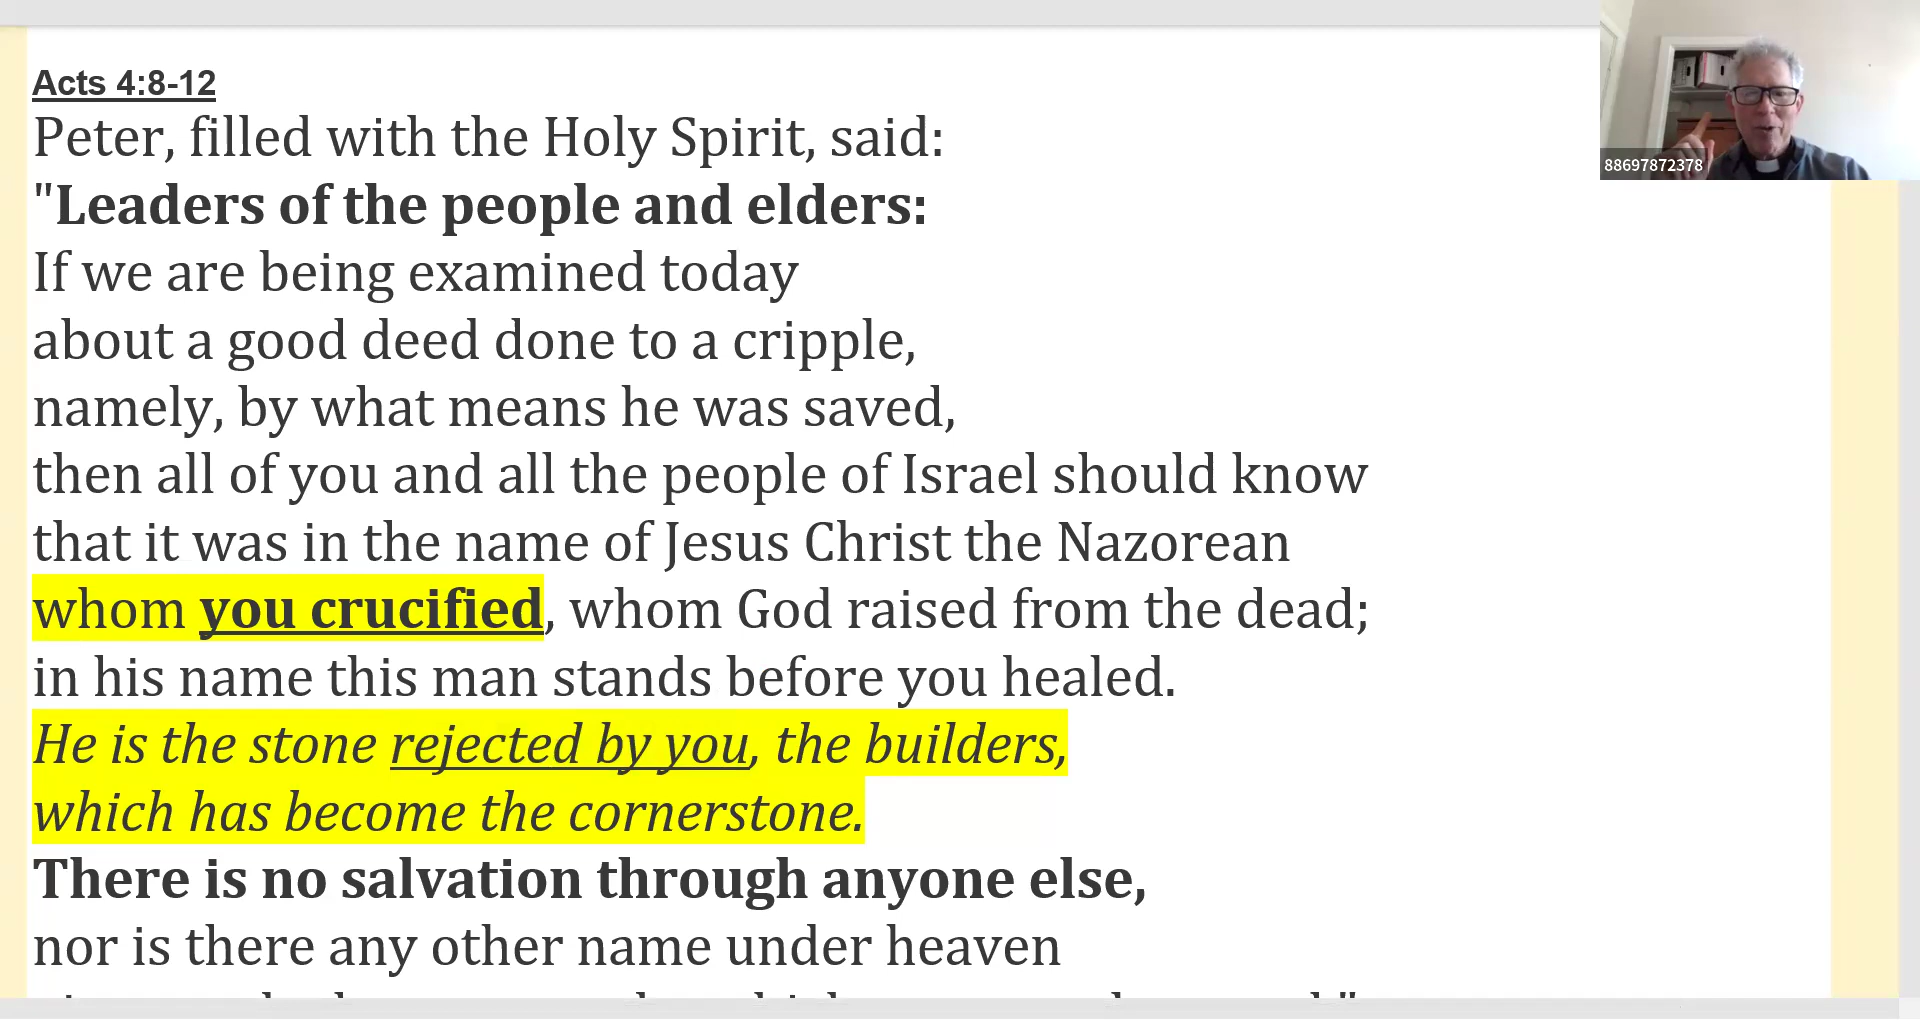 Acts 4:8-12
Peter, filled with the Holy Spirit, said:
"Leaders of the people and elders:
If we are being examined today
about a good deed done to a cripple,
namely, by what means he was saved,
then all of you and all the people of Israel should know
that it was in the name of Jesus Christ the Nazorean
whom you crucified, whom God raised from the dead;
in his name this man stands before you healed.
He is the stone rejected by you, the builders,
which has become the cornerstone.
There is no salvation through anyone else,
nor is there any other name under heaven
88697872378